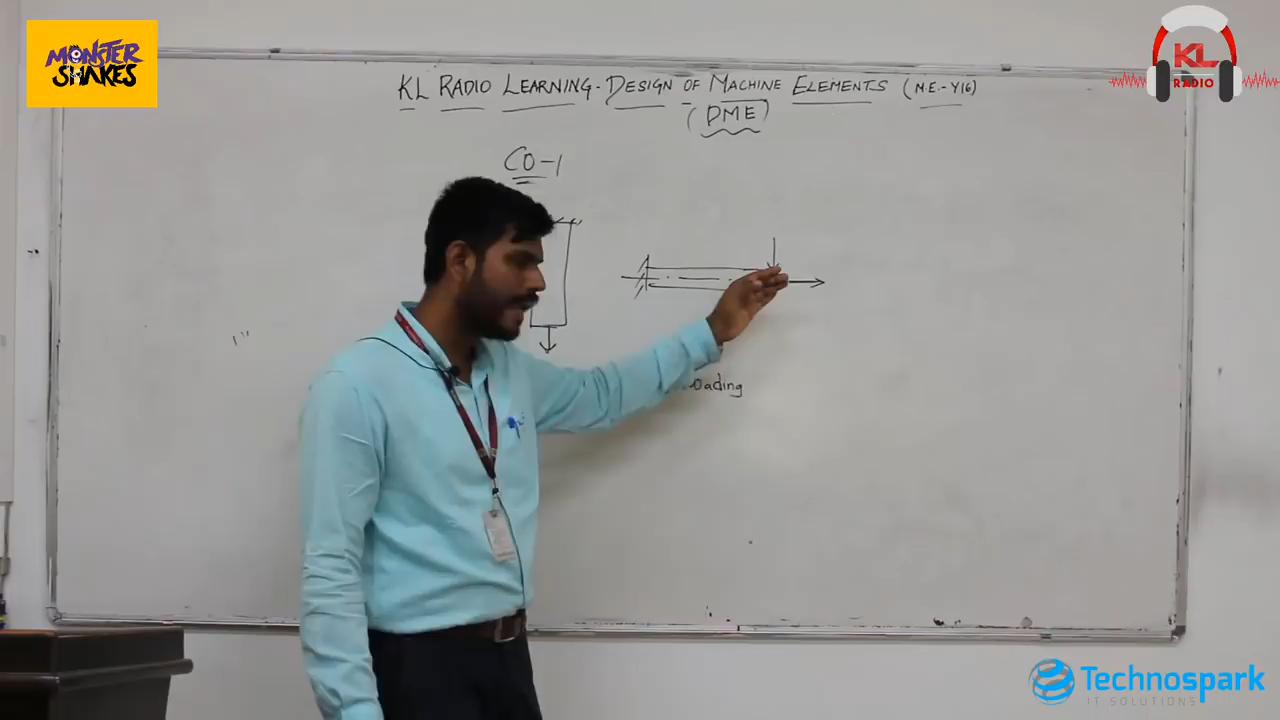 MONSTER
SHAKES
KL
RADIO
KL RADIO LEARNING - DESIGN OF MACHINE ELEMENTS (M.E.-Y16)
(DME)
CO-1
oading
Technospark
IT SOLUTIONS